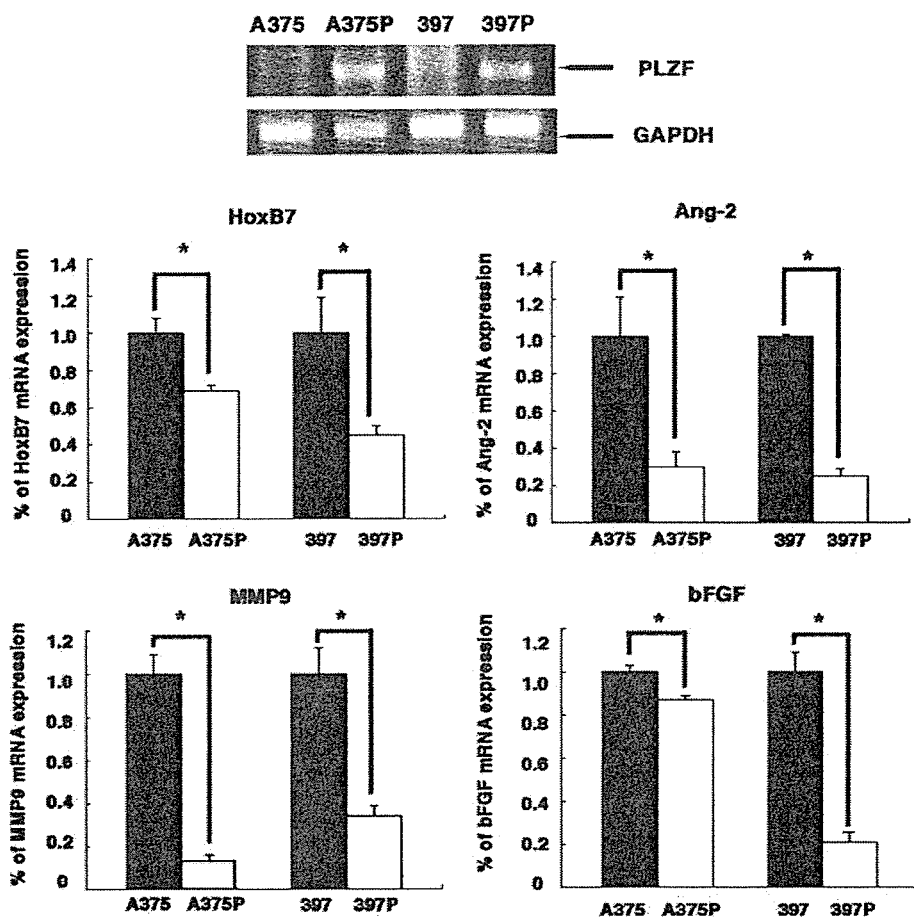 A375 A375P 397 397P
PLZF
GAPDH
HoxB7
% of HoxB7 mRNA expression
1.4
1.2
1.0
0.8
0.6
0.4
0.2
0
*
*
A375 A375P 397 397P
Ang-2
% of Ang-2 mRNA expression
1.4
1.2
1.0
0.8
0.6
0.4
0.2
0
*
*
A375 A375P 397 397P
MMP9
% of MMP9 mRNA expression
1.2
1.0
0.8
0.6
0.4
0.2
0
*
*
A375 A375P 397 397P
bFGF
% of bFGF mRNA expression
1.2
1.0
0.8
0.6
0.4
0.2
0
*
*
A375 A375P 397 397P